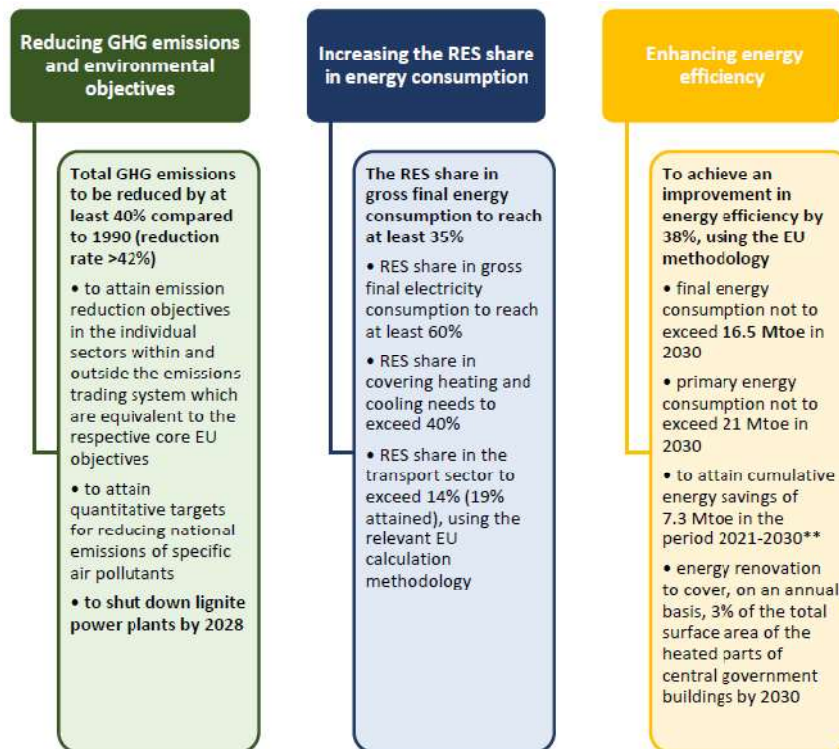 Reducing GHG emissions
and environmental
objectives
Total GHG emissions
to be reduced by at
least 40% compared
to 1990 (reduction
rate >42%)
• to attain emission
reduction objectives
in the individual
sectors within and
outside the emissions
trading system which
are equivalent to the
respective core EU
objectives
• to attain
quantitative targets
for reducing national
emissions of specific
air pollutants
• to shut down lignite
power plants by 2028
Increasing the RES share
in energy consumption
The RES share in
gross final energy
consumption to reach
at least 35%
• RES share in gross
final electricity
consumption to reach
at least 60%
• RES share in
covering heating and
cooling needs to
exceed 40%
• RES share in the
transport sector to
exceed 14% (19%
attained), using the
relevant EU
calculation
methodology
Enhancing energy
efficiency
To achieve an
improvement in
energy efficiency by
38%, using the EU
methodology
• final energy
consumption not to
exceed 16.5 Mtoe in
2030
• primary energy
consumption not to
exceed 21 Mtoe in
2030
• to attain cumulative
energy savings of
7.3 Mtoe in the
period 2021-2030**
• energy renovation
to cover, on an annual
basis, 3% of the total
surface area of the
heated parts of
central government
buildings by 2030